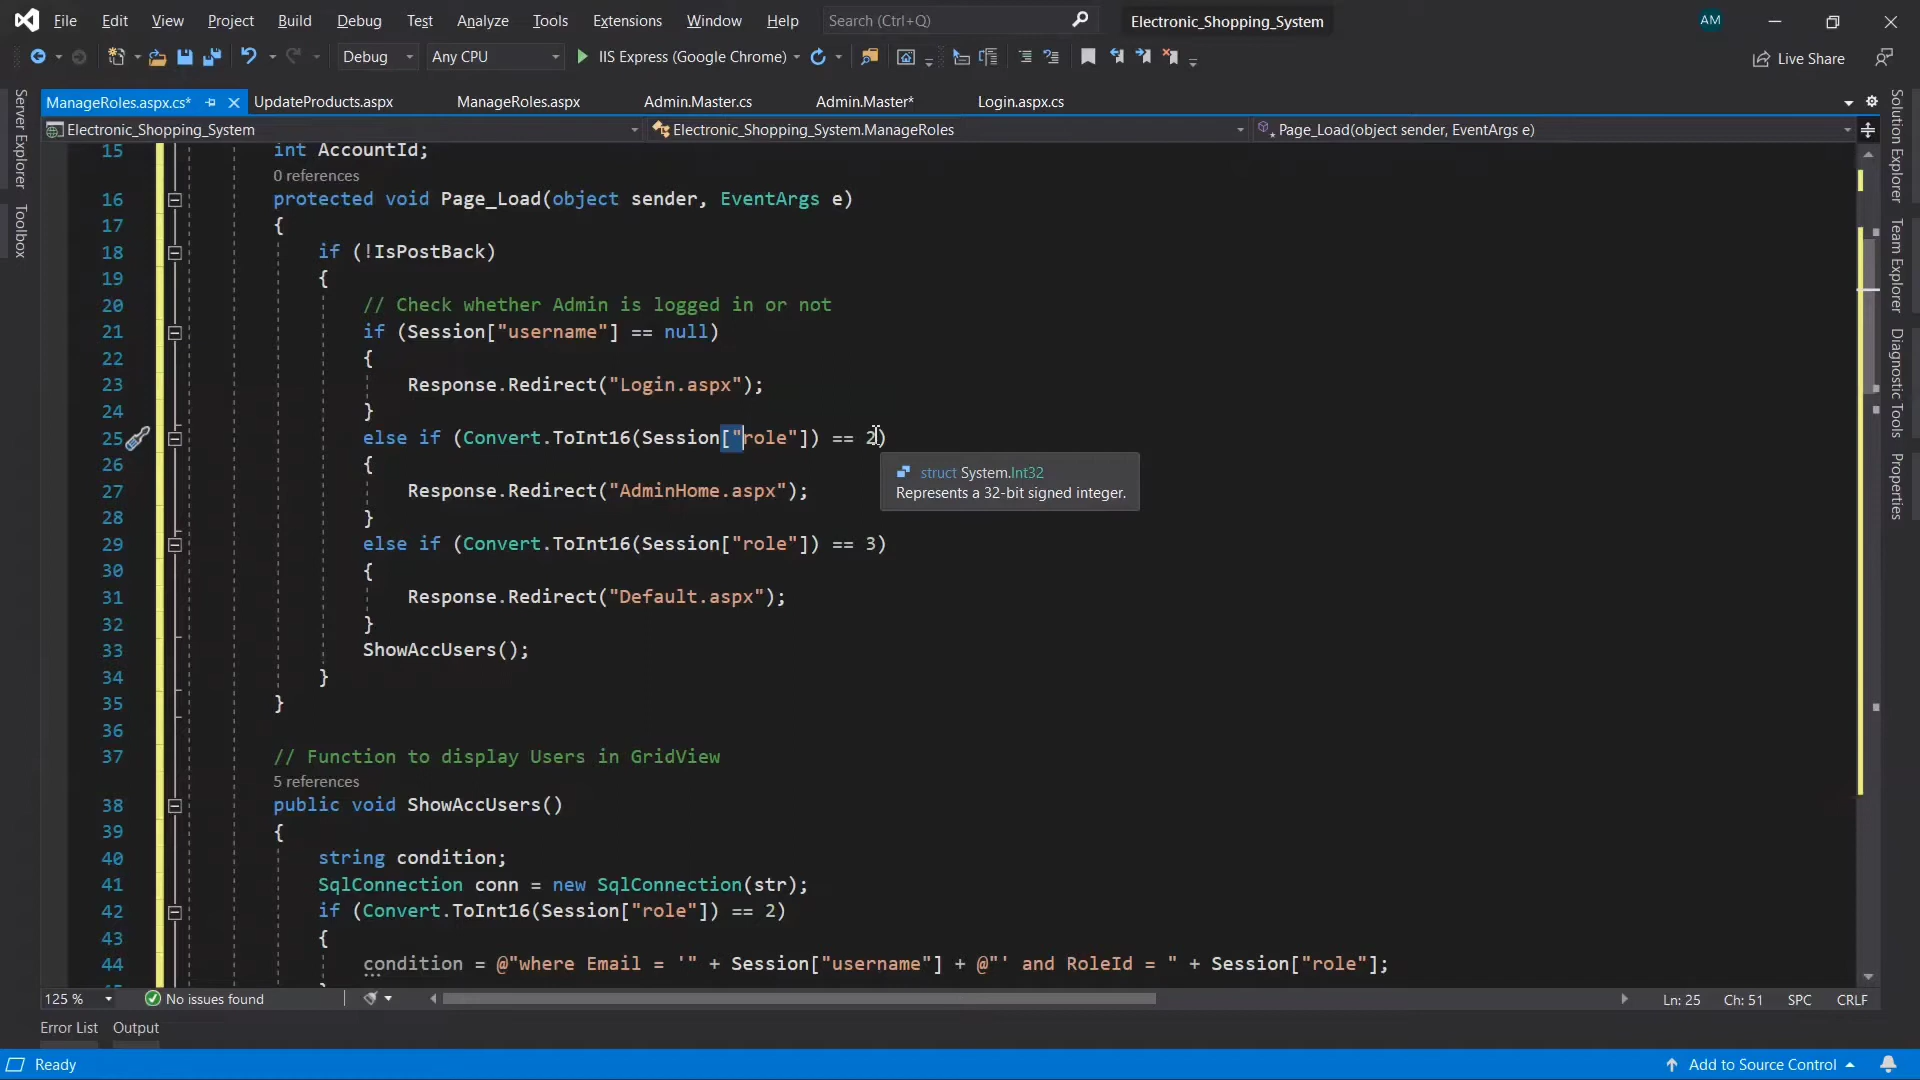 File Edit View Project Build Debug Test Analyze Tools Extensions Window Help Search (Ctrl+Q) Electronic_Shopping_System AM
Debug Any CPU IIS Express (Google Chrome) Live Share
ManageRoles.aspx.cs* UpdateProducts.aspx ManageRoles.aspx Admin.Master.cs Admin.Master* Login.aspx.cs
Electronic_Shopping_System Electronic_Shopping_System.ManageRoles Page_Load(object sender, EventArgs e)
Server Explorer
Toolbox
Solution Explorer
Team Explorer
Diagnostic Tools
Properties
15 int AccountId;
0 references
16 protected void Page_Load(object sender, EventArgs e)
17 {
18 if (!IsPostBack)
19 {
20 // Check whether Admin is logged in or not
21 if (Session["username"] == null)
22 {
23 Response.Redirect("Login.aspx");
24 }
25 else if (Convert.ToInt16(Session["role"]) == 2)
26 {
27 Response.Redirect("AdminHome.aspx");
28 }
29 else if (Convert.ToInt16(Session["role"]) == 3)
30 {
31 Response.Redirect("Default.aspx");
32 }
33 ShowAccUsers();
34 }
35 }
36
37 // Function to display Users in GridView
5 references
38 public void ShowAccUsers()
39 {
40 string condition;
41 SqlConnection conn = new SqlConnection(str);
42 if (Convert.ToInt16(Session["role"]) == 2)
43 {
44 condition = @"where Email = '" + Session["username"] + @"' and RoleId = " + Session["role"];
struct System.Int32
Represents a 32-bit signed integer.
125 % No issues found Ln: 25 Ch: 51 SPC CRLF
Error List Output
Ready Add to Source Control